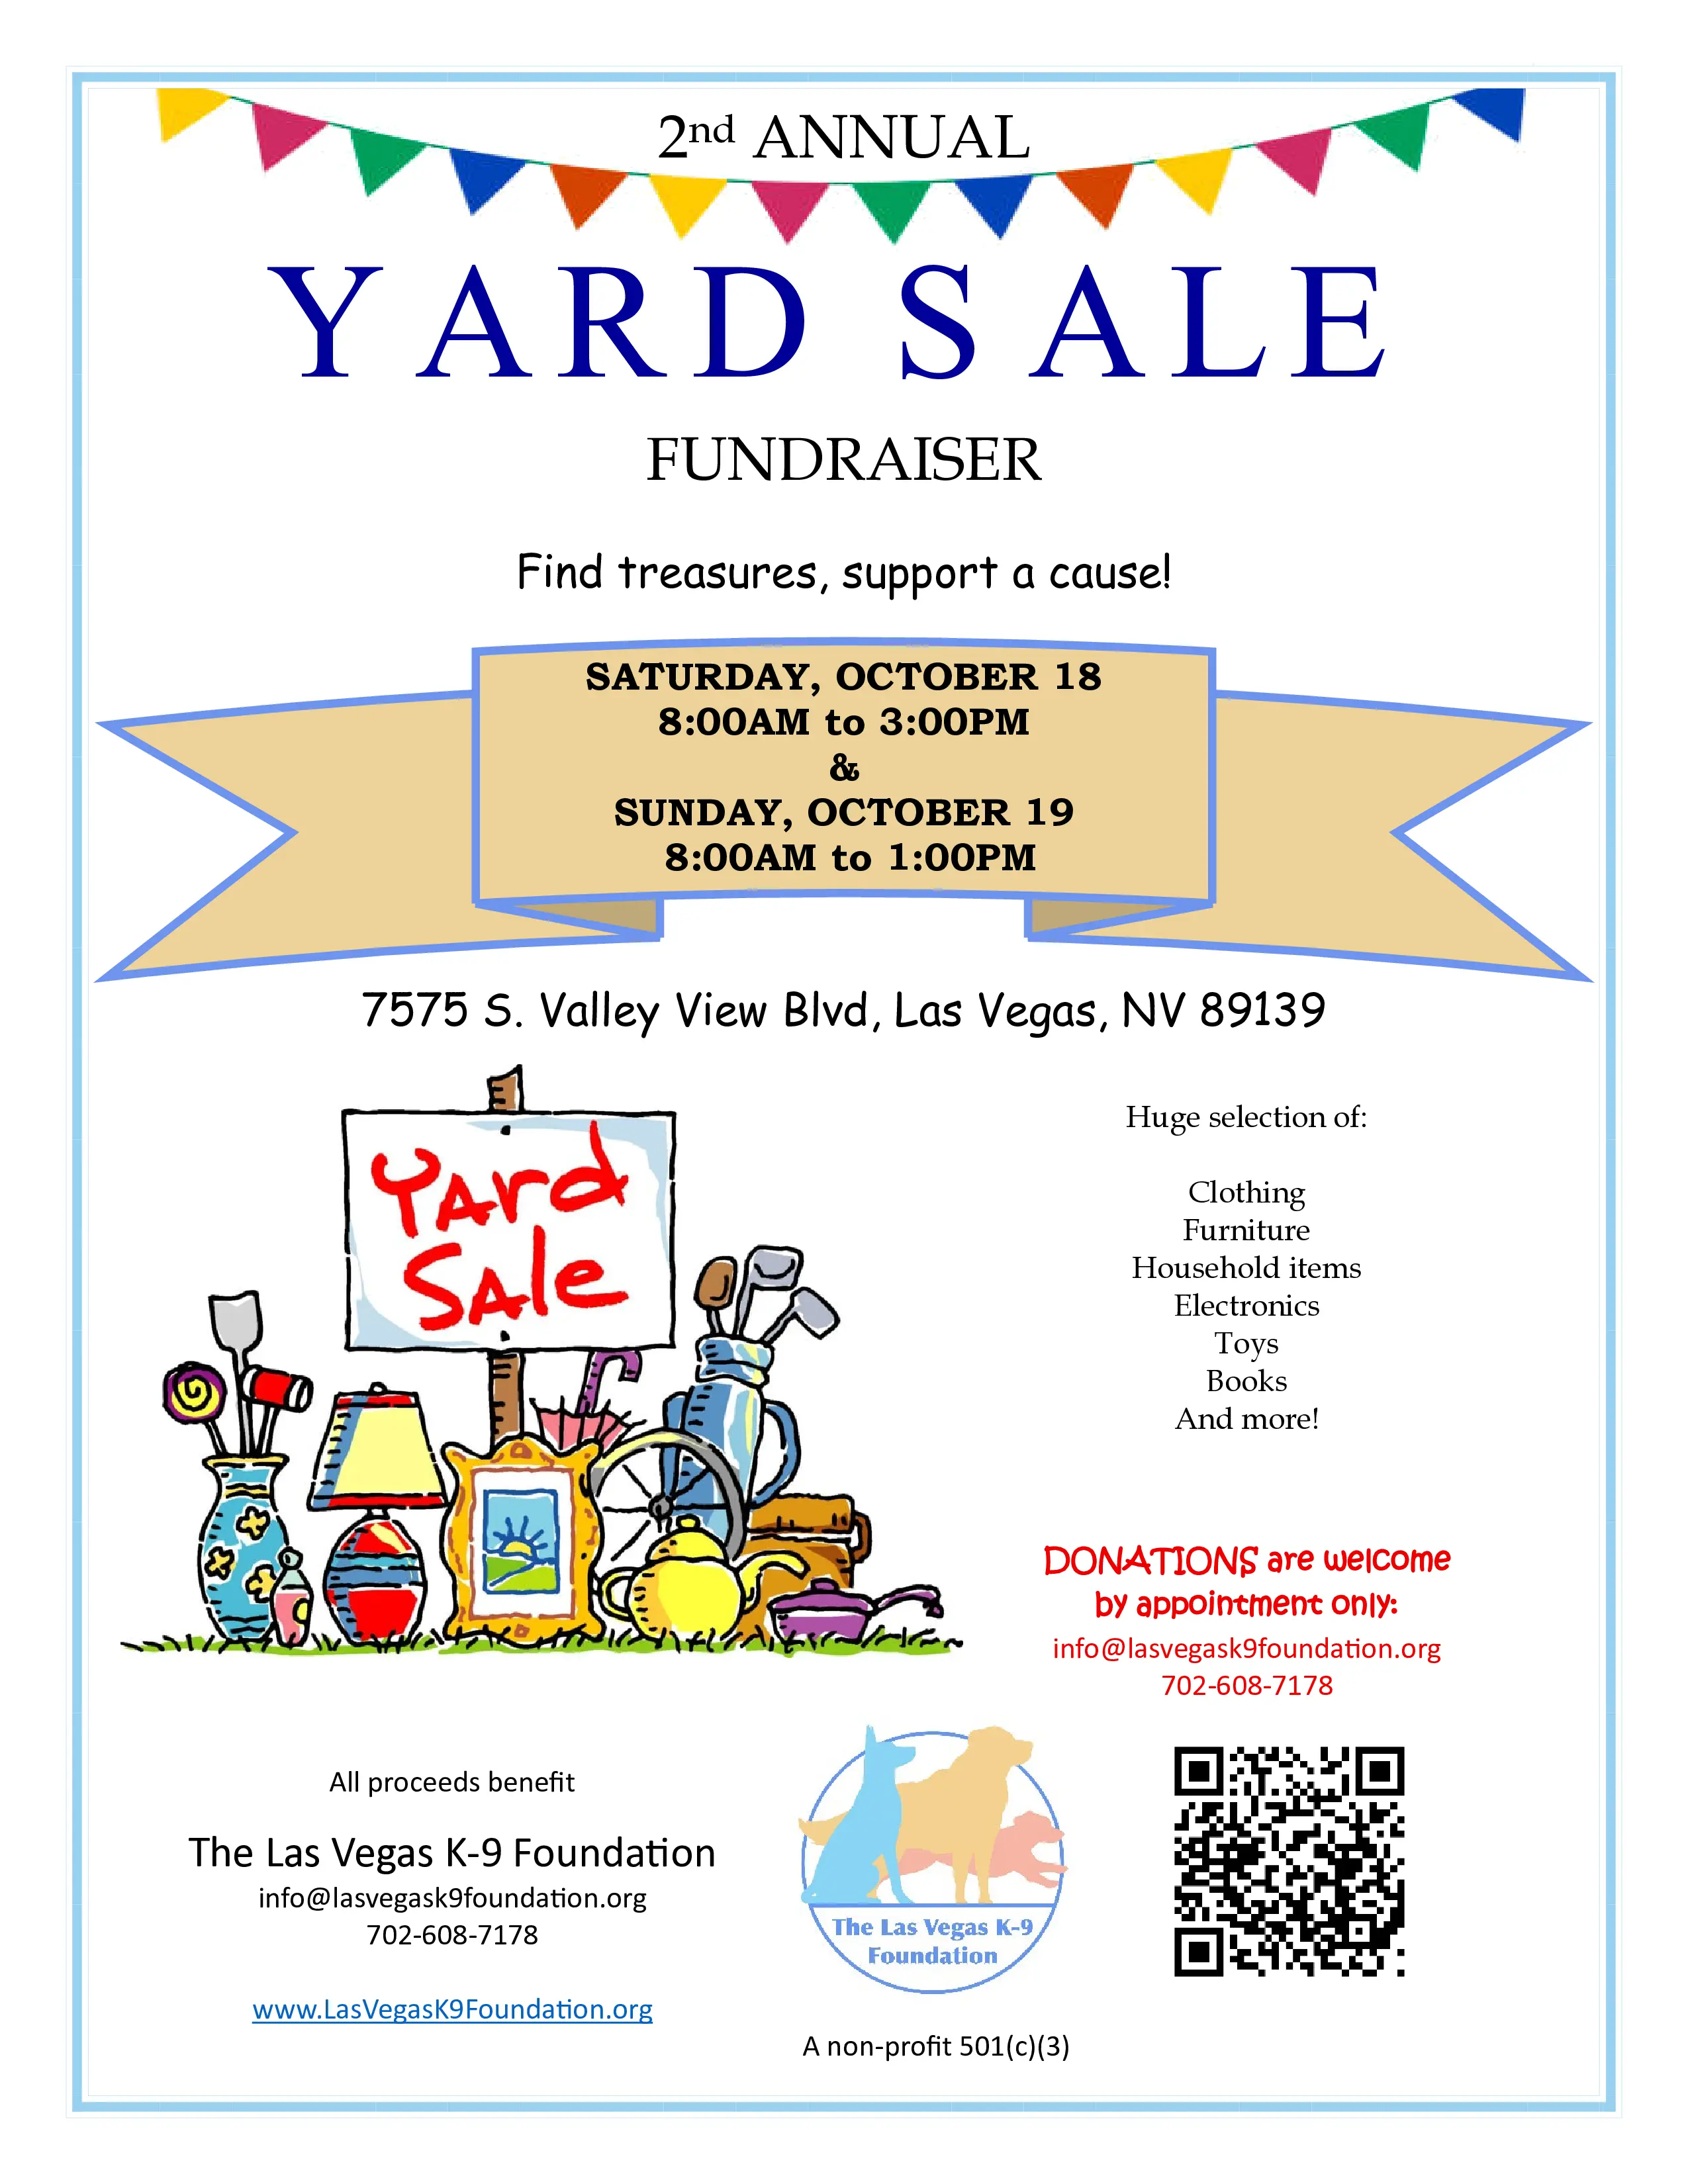 2nd ANNUAL
YARD SALE
FUNDRAISER
Find treasures, support a cause!
SATURDAY, OCTOBER 18
8:00AM to 3:00PM
&
SUNDAY, OCTOBER 19
8:00AM to 1:00PM
7575 S. Valley View Blvd, Las Vegas, NV 89139
Yard
Sale
Huge selection of:
Clothing
Furniture
Household items
Electronics
Toys
Books
And more!
DONATIONS are welcome
by appointment only:
info@lasvegask9foundation.org
702-608-7178
All proceeds benefit
The Las Vegas K-9 Foundation
info@lasvegask9foundation.org
702-608-7178
www.LasVegasK9Foundation.org
The Las Vegas K-9
Foundation
A non-profit 501(c)(3)